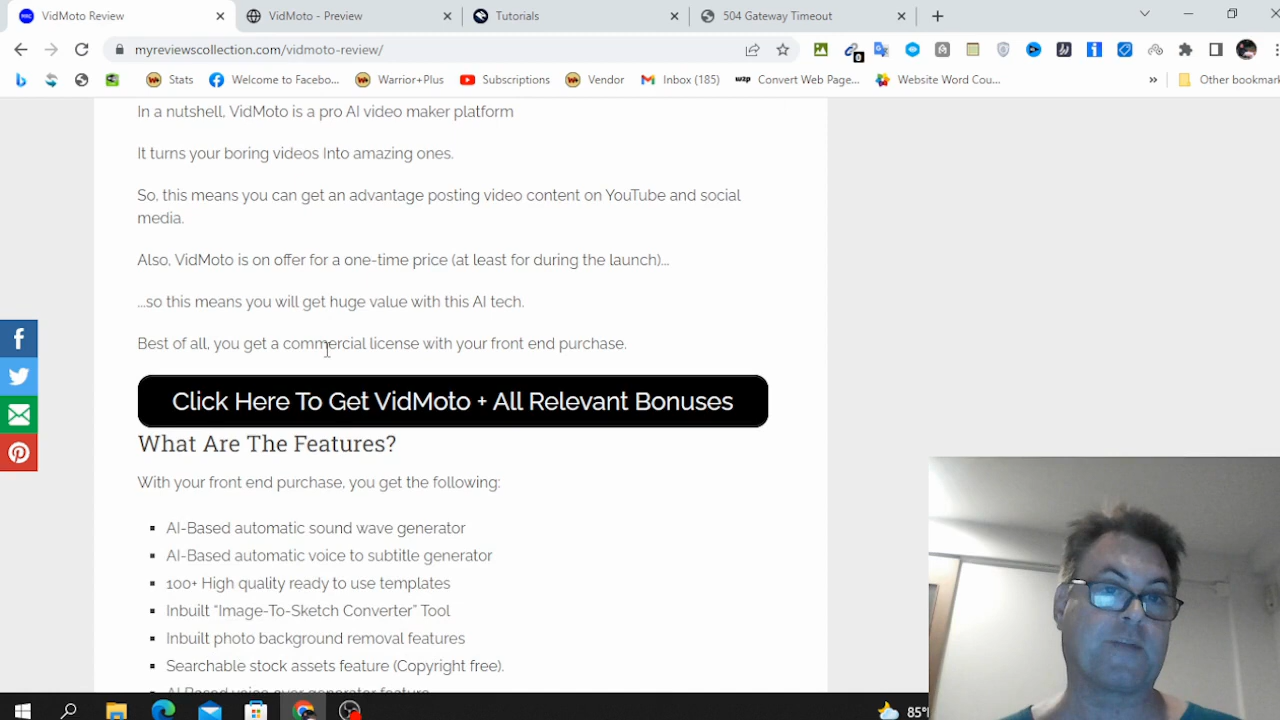 VidMoto Review
VidMoto - Preview
Tutorials
504 Gateway Timeout
myreviewscollection.com/vidmoto-review/
Stats
Welcome to Facebo...
Warrior+Plus
Subscriptions
Vendor
Inbox (185)
Convert Web Page...
Website Word Cou...
Other bookmar
In a nutshell, VidMoto is a pro AI video maker platform
It turns your boring videos Into amazing ones.
So, this means you can get an advantage posting video content on YouTube and social
media.
Also, VidMoto is on offer for a one-time price (at least for during the launch)...
...so this means you will get huge value with this AI tech.
Best of all, you get a commercial license with your front end purchase.
Click Here To Get VidMoto + All Relevant Bonuses
What Are The Features?
With your front end purchase, you get the following:
AI-Based automatic sound wave generator
AI-Based automatic voice to subtitle generator
100+ High quality ready to use templates
Inbuilt “Image-To-Sketch Converter” Tool
Inbuilt photo background removal features
Searchable stock assets feature (Copyright free).
AI Based voice over generator feature
85°F